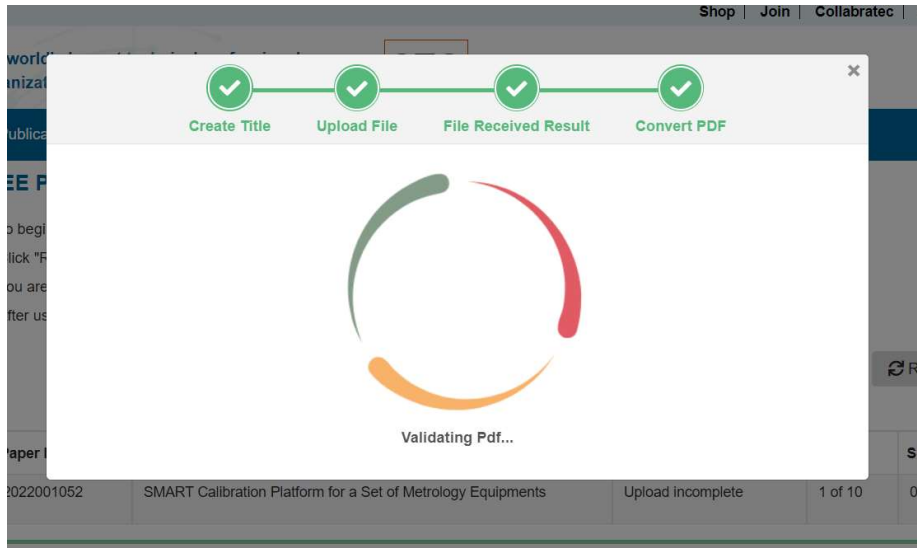 Shop | Join | Collabratec |
Create Title
Upload File
File Received Result
Convert PDF
×
EE P
Validating Pdf...
2022001052
SMART Calibration Platform for a Set of Metrology Equipments
Upload incomplete
1 of 10